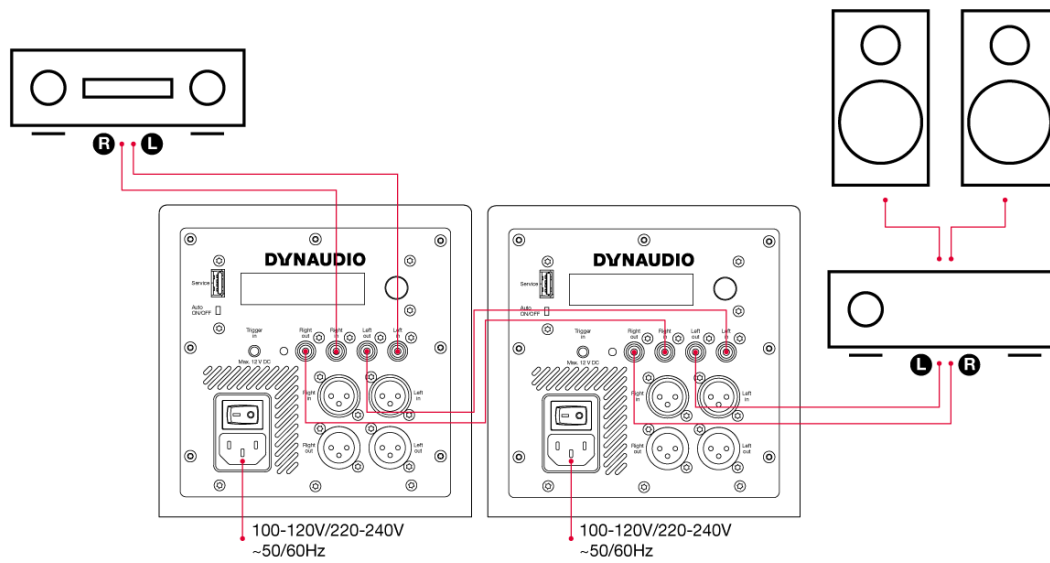 R L
DYNAUDIO
Service
Auto
ON/OFF
Trigger
in
Right
out
Right
in
Left
out
Left
in
Max. 12 V DC
Right
in
Left
in
Right
out
Left
out
100-120V/220-240V
~50/60Hz
DYNAUDIO
Service
Auto
ON/OFF
Trigger
in
Right
out
Right
in
Left
out
Left
in
Max. 12 V DC
Right
in
Left
in
Right
out
Left
out
100-120V/220-240V
~50/60Hz
L R